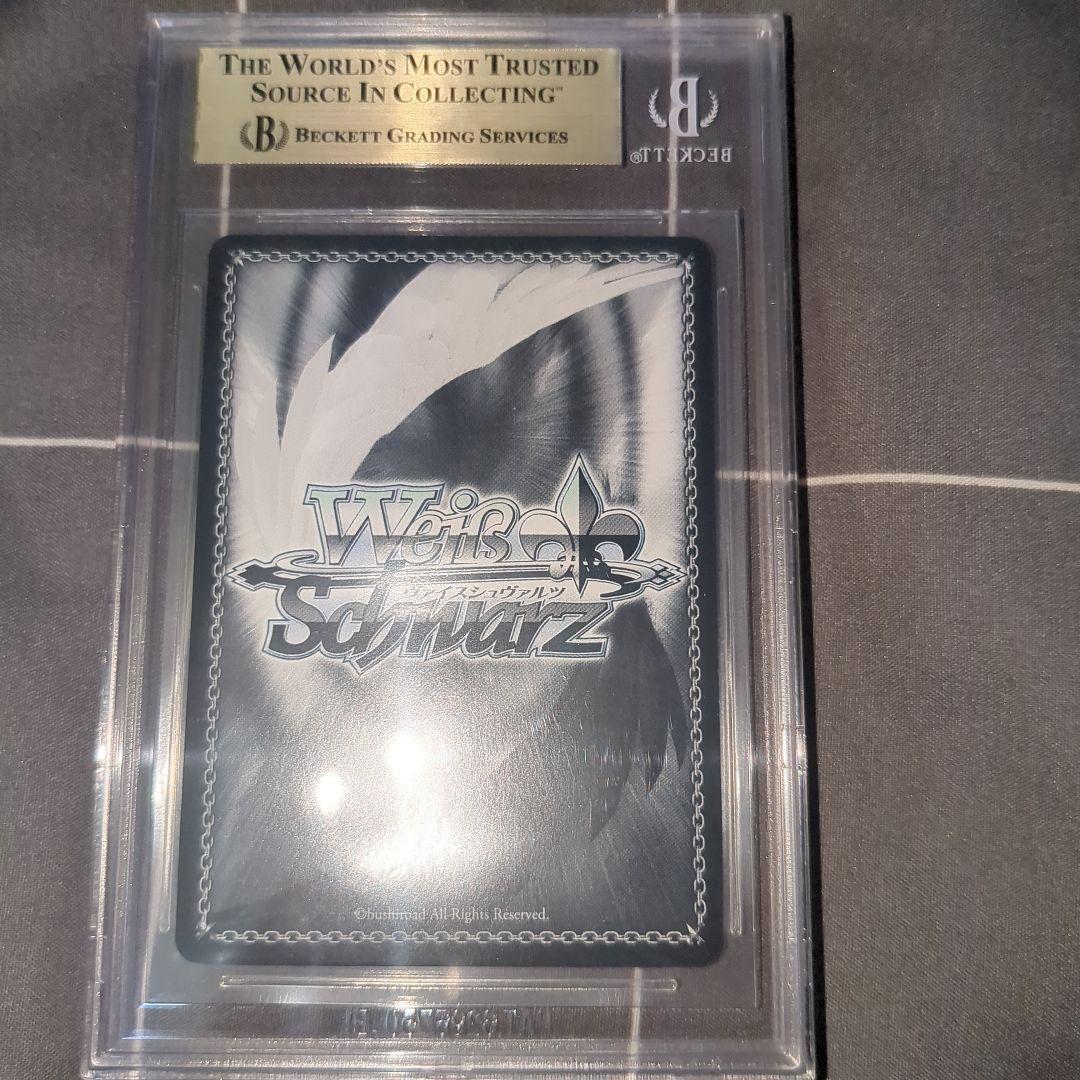 THE WORLD'S MOST TRUSTED
SOURCE IN COLLECTING™
B BECKETT GRADING SERVICES
B
BECKETT®
Weiß
ヴァイスシュヴァルツ
Schwarz
©bushiroad All Rights Reserved.